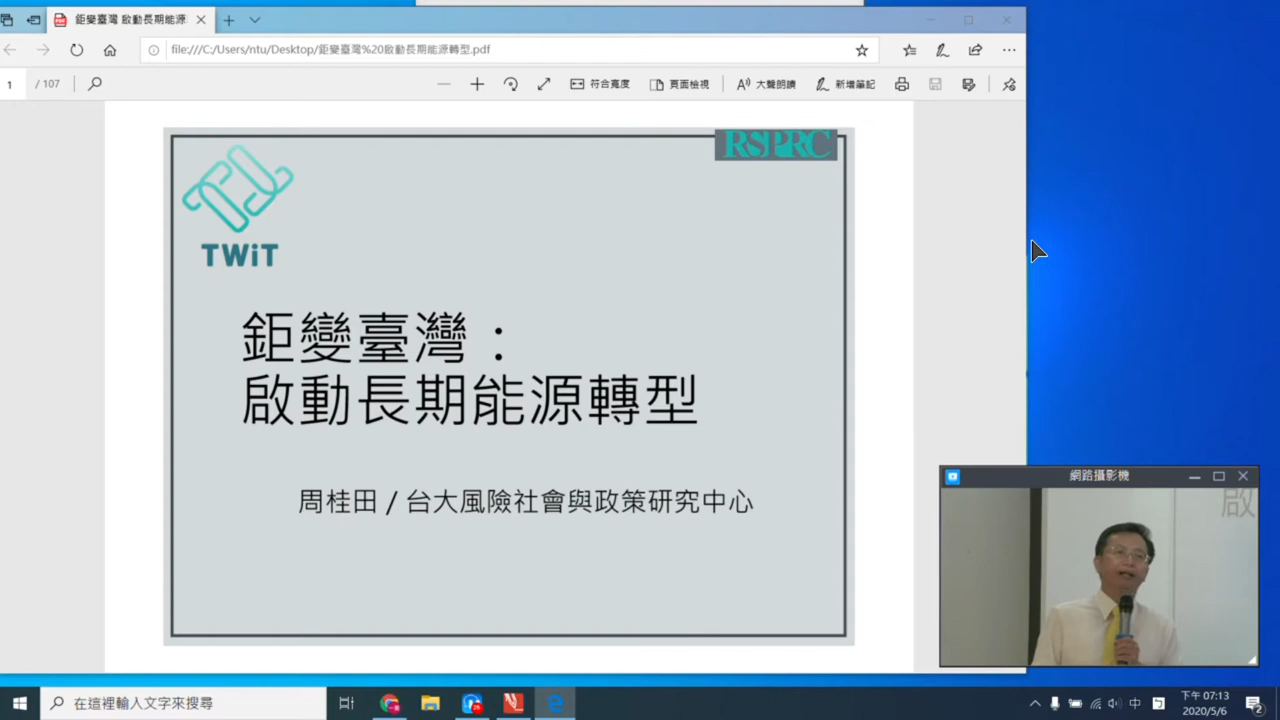 鉅變臺灣 啟動長期能源
file:///C:/Users/ntu/Desktop/鉅變臺灣%20啟動長期能源轉型.pdf
1 / 107
符合寬度
頁面檢視
大聲朗讀
新增筆記
RSPRC
TWiT
鉅變臺灣：
啟動長期能源轉型
周桂田 / 台大風險社會與政策研究中心
網路攝影機
啟
在這裡輸入文字來搜尋
中
下午 07:13
2020/5/6
2